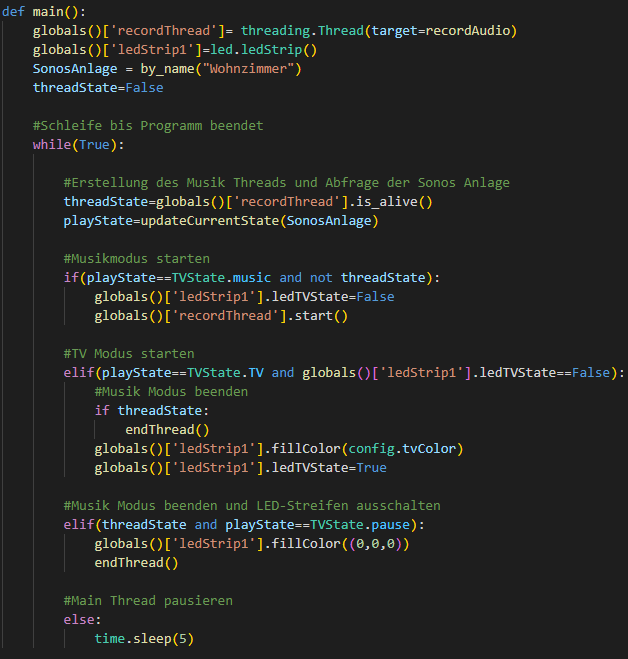 def main():
    globals()['recordThread']= threading.Thread(target=recordAudio)
    globals()['ledStrip1']=led.ledStrip()
    SonosAnlage = by_name("Wohnzimmer")
    threadState=False

    #Schleife bis Programm beendet
    while(True):

        #Erstellung des Musik Threads und Abfrage der Sonos Anlage
        threadState=globals()['recordThread'].is_alive()
        playState=updateCurrentState(SonosAnlage)

        #Musikmodus starten
        if(playState==TVState.music and not threadState):
            globals()['ledStrip1'].ledTVState=False
            globals()['recordThread'].start()

        #TV Modus starten
        elif(playState==TVState.TV and globals()['ledStrip1'].ledTVState==False):
            #Musik Modus beenden
            if threadState:
                endThread()
            globals()['ledStrip1'].fillColor(config.tvColor)
            globals()['ledStrip1'].ledTVState=True

        #Musik Modus beenden und LED-Streifen ausschalten
        elif(threadState and playState==TVState.pause):
            globals()['ledStrip1'].fillColor((0,0,0))
            endThread()

        #Main Thread pausieren
        else:
            time.sleep(5)